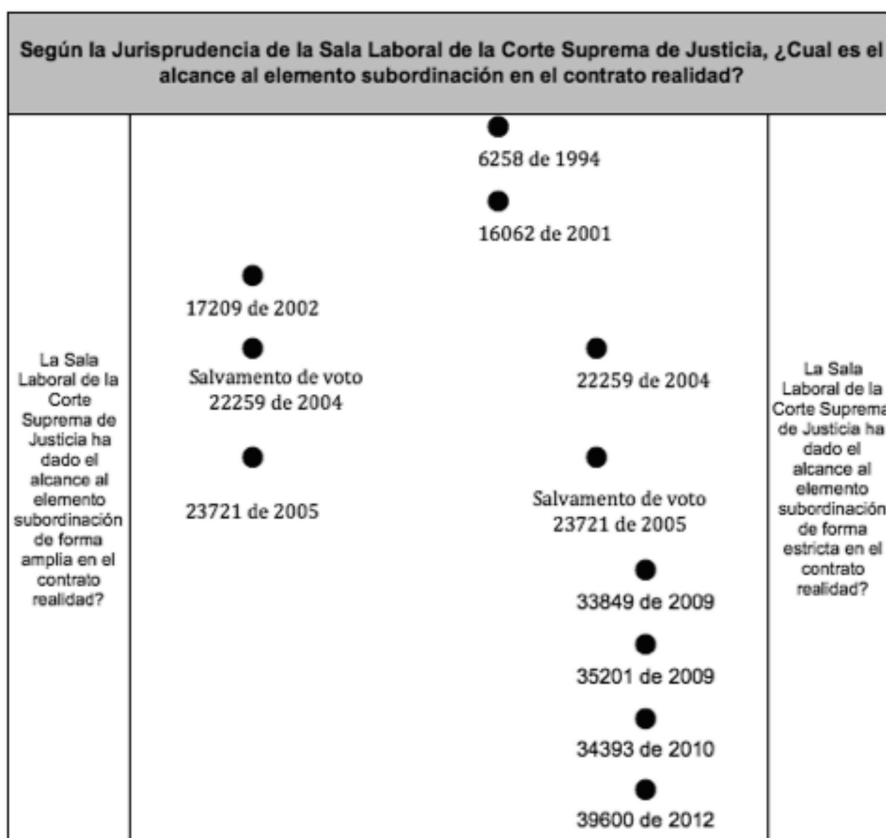 Según la Jurisprudencia de la Sala Laboral de la Corte Suprema de Justicia, ¿Cual es el
alcance al elemento subordinación en el contrato realidad?
La Sala
Laboral de la
Corte
Suprema de
Justicia ha
dado el
alcance al
elemento
subordinación
de forma
amplia en el
contrato
realidad?
6258 de 1994
16062 de 2001
17209 de 2002
Salvamento de voto
22259 de 2004
22259 de 2004
23721 de 2005
Salvamento de voto
23721 de 2005
33849 de 2009
35201 de 2009
34393 de 2010
39600 de 2012
La Sala
Laboral de la
Corte Suprema
de Justicia ha
dado el
alcance al
elemento
subordinación
de forma
estricta en el
contrato
realidad?